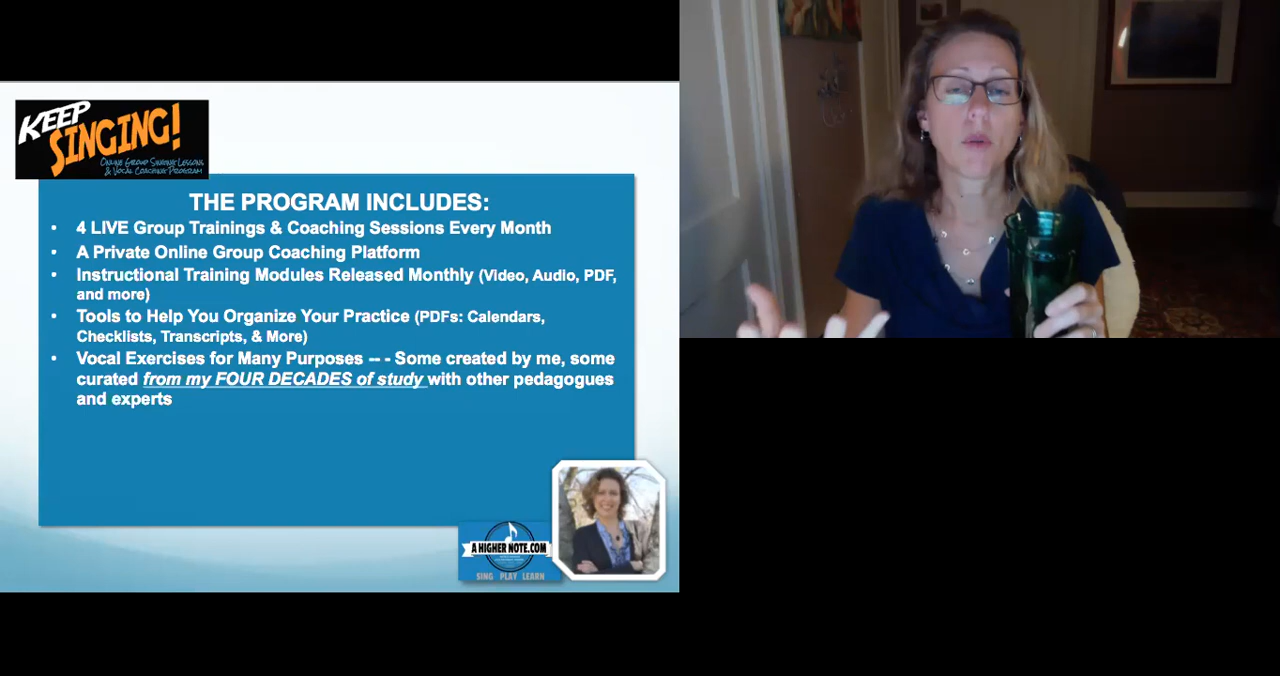 KEEP
SINGING!
ONLINE GROUP SINGING LESSONS
& VOCAL COACHING PROGRAM
THE PROGRAM INCLUDES:
• 4 LIVE Group Trainings & Coaching Sessions Every Month
• A Private Online Group Coaching Platform
• Instructional Training Modules Released Monthly (Video, Audio, PDF,
and more)
• Tools to Help You Organize Your Practice (PDFs: Calendars,
Checklists, Transcripts, & More)
• Vocal Exercises for Many Purposes -- - Some created by me, some
curated from my FOUR DECADES of study with other pedagogues
and experts
A HIGHER NOTE.COM
SING PLAY LEARN